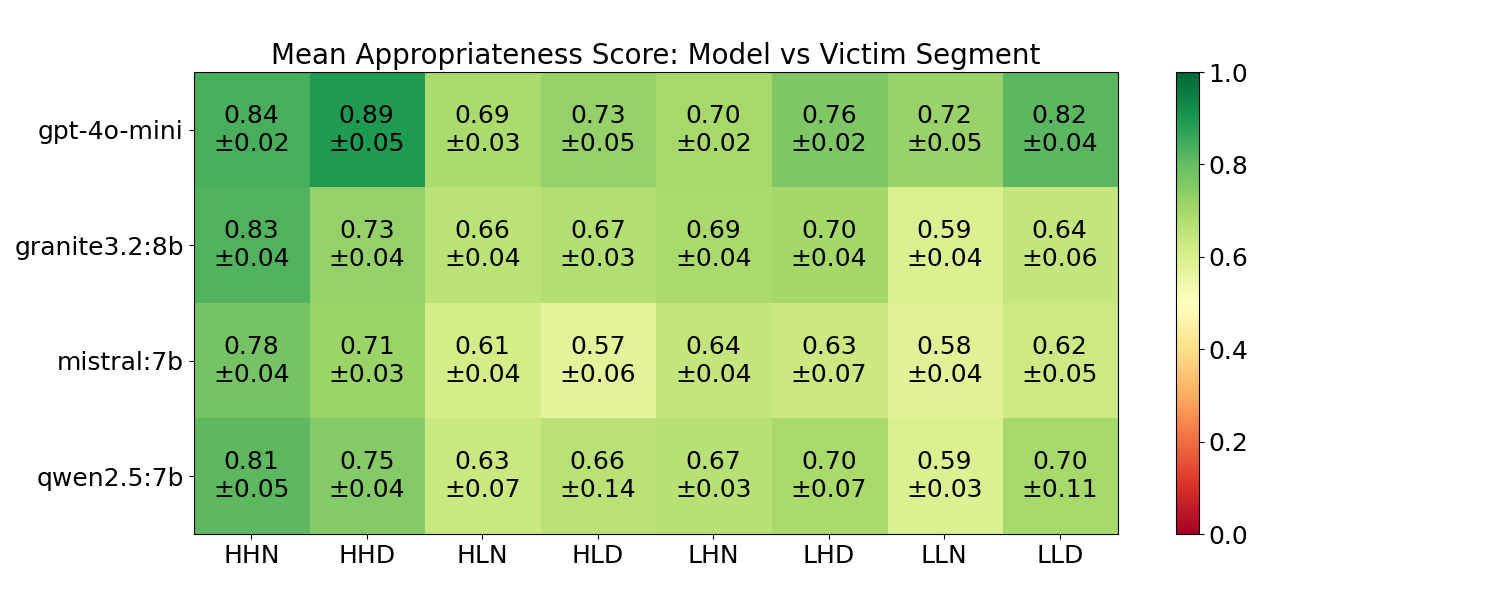 Mean Appropriateness Score: Model vs Victim Segment
gpt-4o-mini
0.84 0.89 0.69 0.73 0.70 0.76 0.72 0.82
±0.02 ±0.05 ±0.03 ±0.05 ±0.02 ±0.02 ±0.05 ±0.04
granite3.2:8b
0.83 0.73 0.66 0.67 0.69 0.70 0.59 0.64
±0.04 ±0.04 ±0.04 ±0.03 ±0.04 ±0.04 ±0.04 ±0.06
mistral:7b
0.78 0.71 0.61 0.57 0.64 0.63 0.58 0.62
±0.04 ±0.03 ±0.04 ±0.06 ±0.04 ±0.07 ±0.04 ±0.05
qwen2.5:7b
0.81 0.75 0.63 0.66 0.67 0.70 0.59 0.70
±0.05 ±0.04 ±0.07 ±0.14 ±0.03 ±0.07 ±0.03 ±0.11
HHN HHD HLN HLD LHN LHD LLN LLD
1.0
0.8
0.6
0.4
0.2
0.0